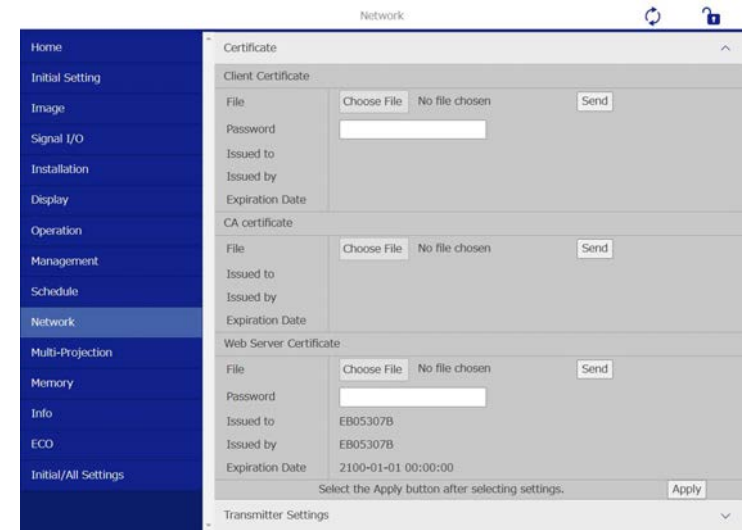 Network
Home
Initial Setting
Image
Signal I/O
Installation
Display
Operation
Management
Schedule
Network
Multi-Projection
Memory
Info
ECO
Initial/All Settings
Certificate
Client Certificate
File Choose File No file chosen Send
Password
Issued to
Issued by
Expiration Date
CA certificate
File Choose File No file chosen Send
Issued to
Issued by
Expiration Date
Web Server Certificate
File Choose File No file chosen Send
Password
Issued to EB05307B
Issued by EB05307B
Expiration Date 2100-01-01 00:00:00
Select the Apply button after selecting settings. Apply
Transmitter Settings